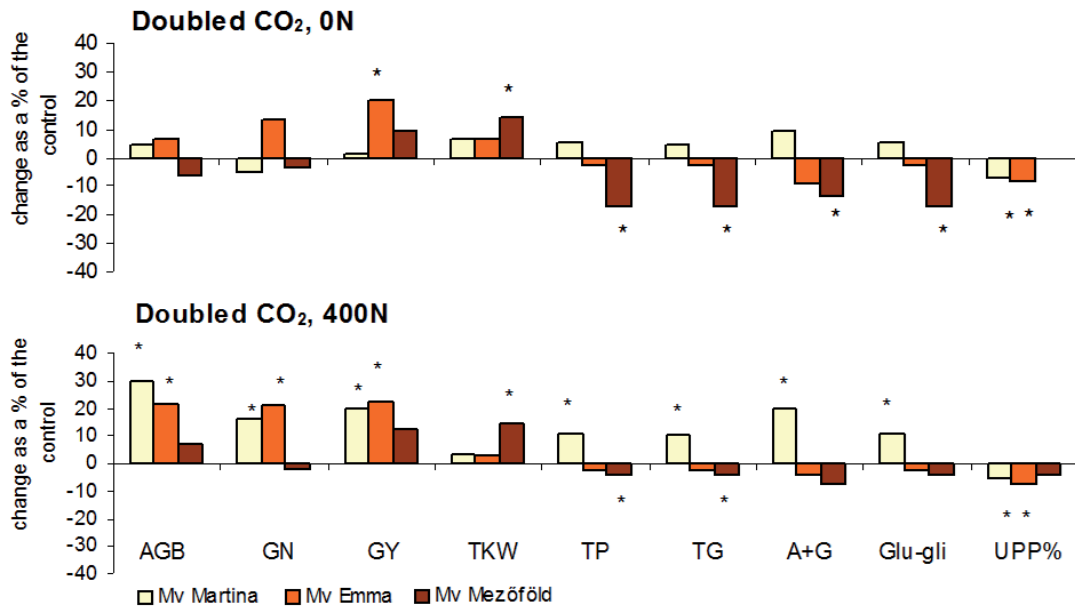 Doubled CO₂, 0N
change as a % of the
control
40
30
20
10
0
-10
-20
-30
-40
* * * * * * * *
Doubled CO₂, 400N
change as a % of the
control
40
30
20
10
0
-10
-20
-30
-40
* * * * * * * * * * * * * * *
AGB GN GY TKW TP TG A+G Glu-gli UPP%
Mv Martina Mv Emma Mv Mezőföld